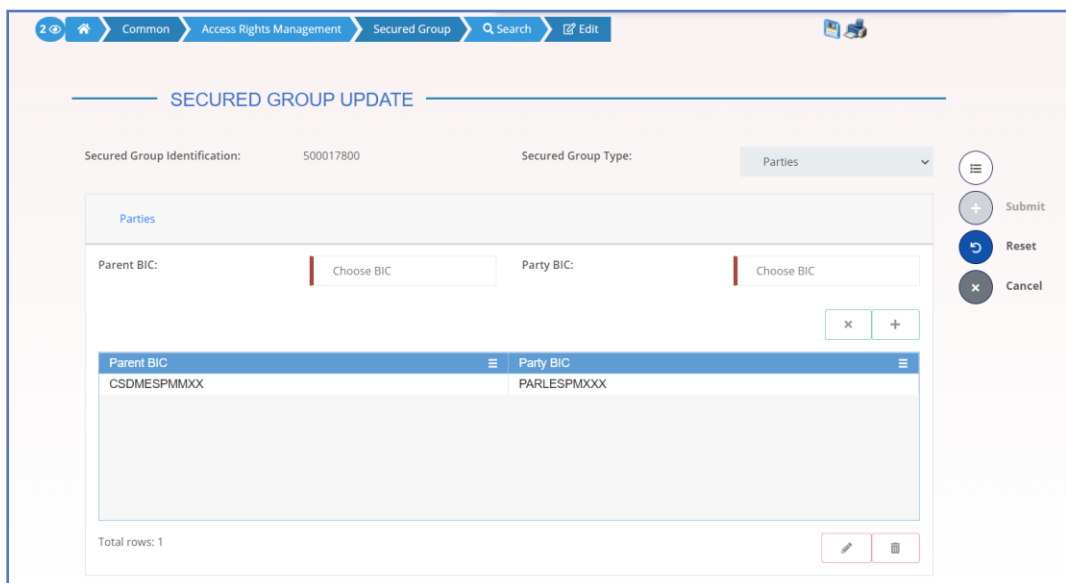 2 Common Access Rights Management Secured Group Search Edit
SECURED GROUP UPDATE
Secured Group Identification: 500017800 Secured Group Type: Parties
Parties
Submit
Reset
Cancel
Parent BIC: Choose BIC Party BIC: Choose BIC
Parent BIC Party BIC
CSDMESPMMXX PARLESPMXXX
Total rows: 1